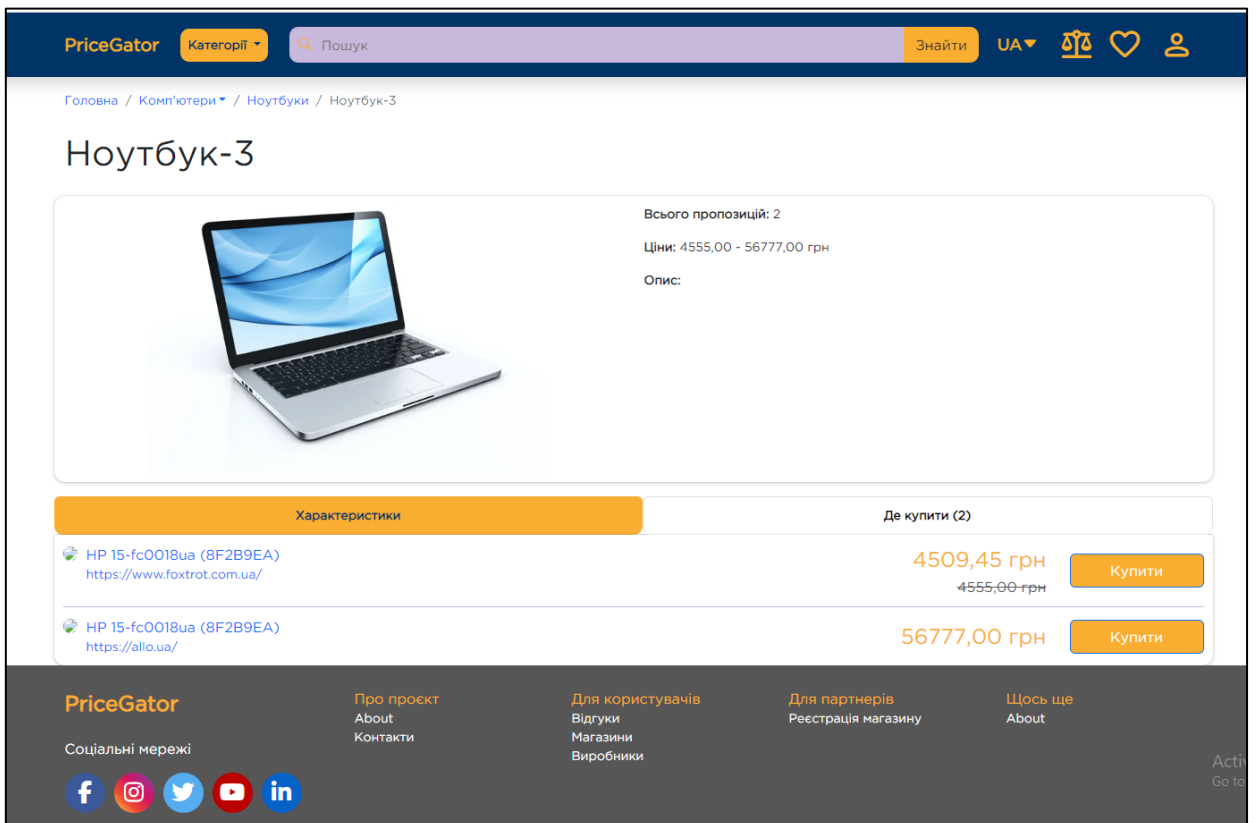 PriceGator Категорії Пошук Знайти UA
Головна / Комп'ютери / Ноутбуки / Ноутбук-3
Ноутбук-3
Всього пропозицій: 2
Ціни: 4555,00 - 56777,00 грн
Опис:
Характеристики Де купити (2)
HP 15-fc0018ua (8F2B9EA)
https://www.foxtrot.com.ua/
4509,45 грн
4555,00 грн
Купити
HP 15-fc0018ua (8F2B9EA)
https://allo.ua/
56777,00 грн
Купити
PriceGator
Соціальні мережі
Про проєкт
About
Контакти
Для користувачів
Відгуки
Магазини
Виробники
Для партнерів
Реєстрація магазину
Щось ще
About
Go to